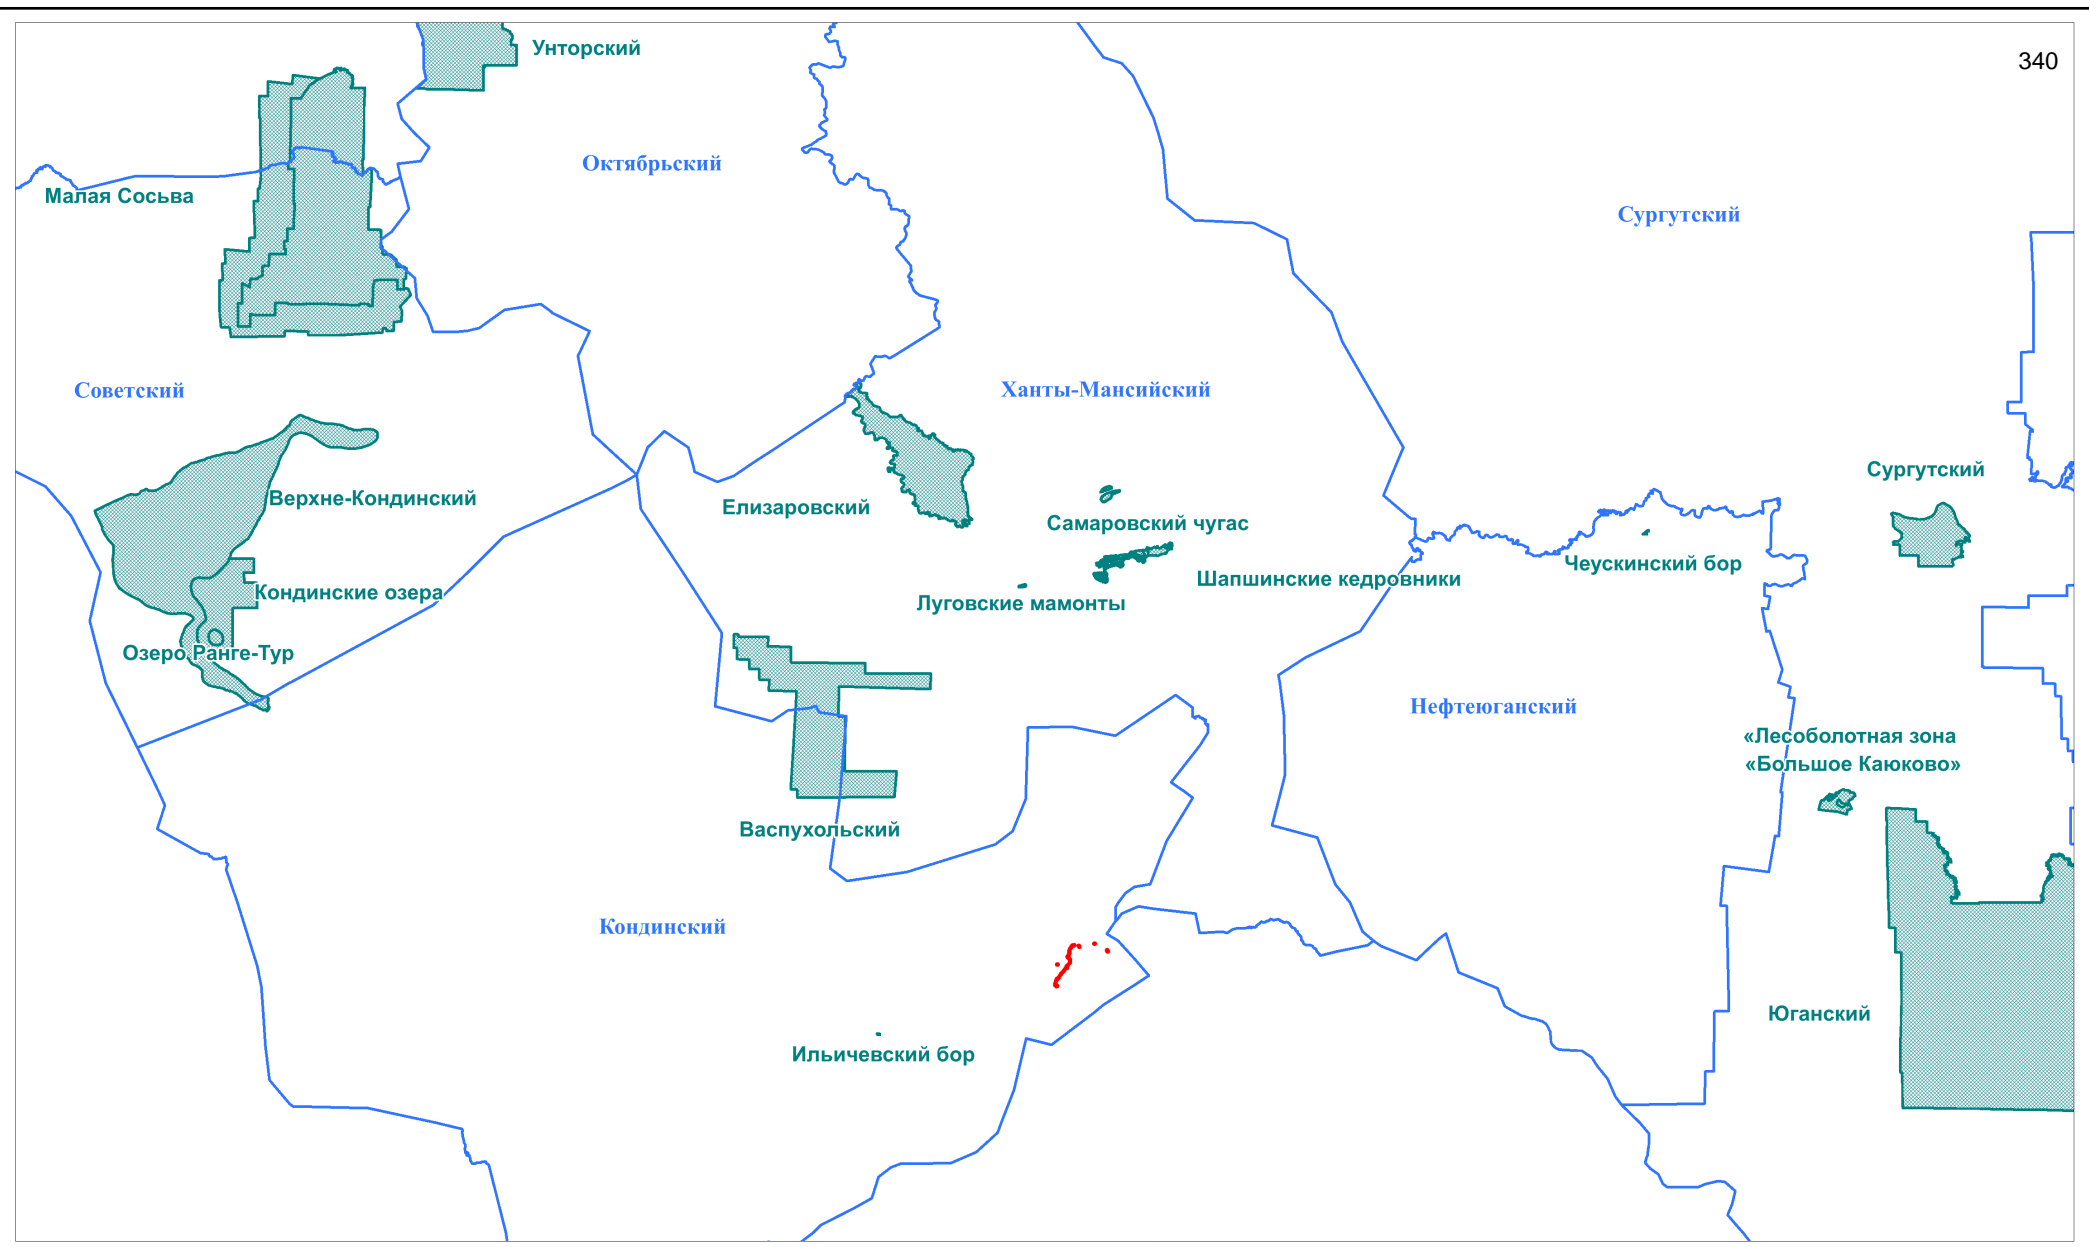 Унторский
340
Октябрьский
Малая Сосьва
Сургутский
Советский
Ханты-Мансийский
Сургутский
Верхне-Кондинский
Елизаровский
Самаровский чугас
Чеускинский бор
Шапшинские кедровники
Кондинские озера
Луговские мамонты
Озеро Ранге-Тур
Нефтеюганский
«Лесоболотная зона
«Большое Каюково»
Васпухольский
Кондинский
Юганский
Ильичевский бор